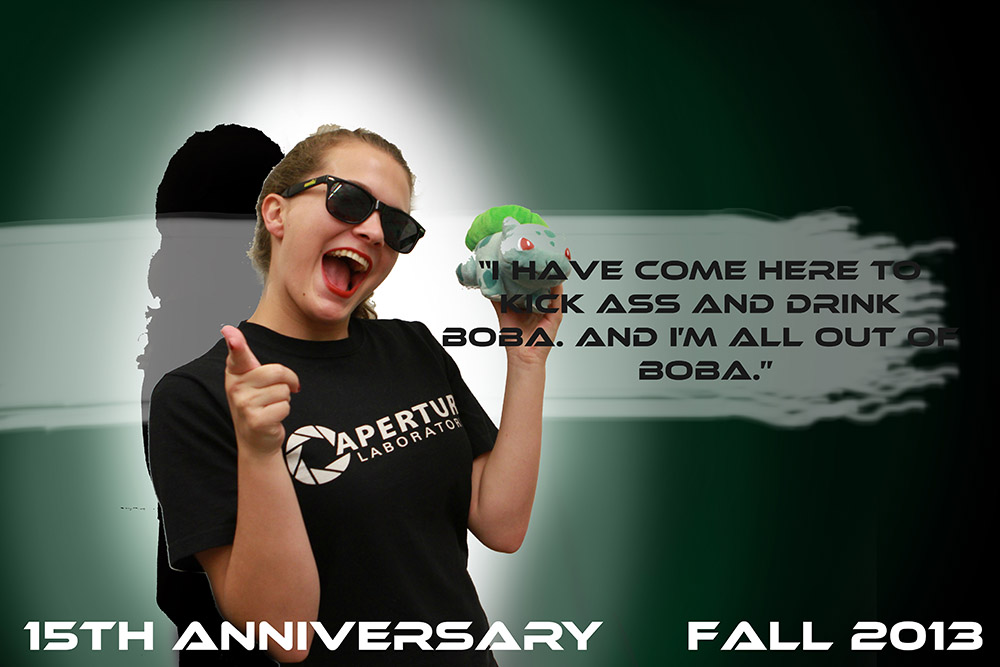 "I HAVE COME HERE TO
KICK ASS AND DRINK
BOBA. AND I'M ALL OUT OF
BOBA."
APERTUR
LABORATOR
15TH ANNIVERSARY FALL 2013